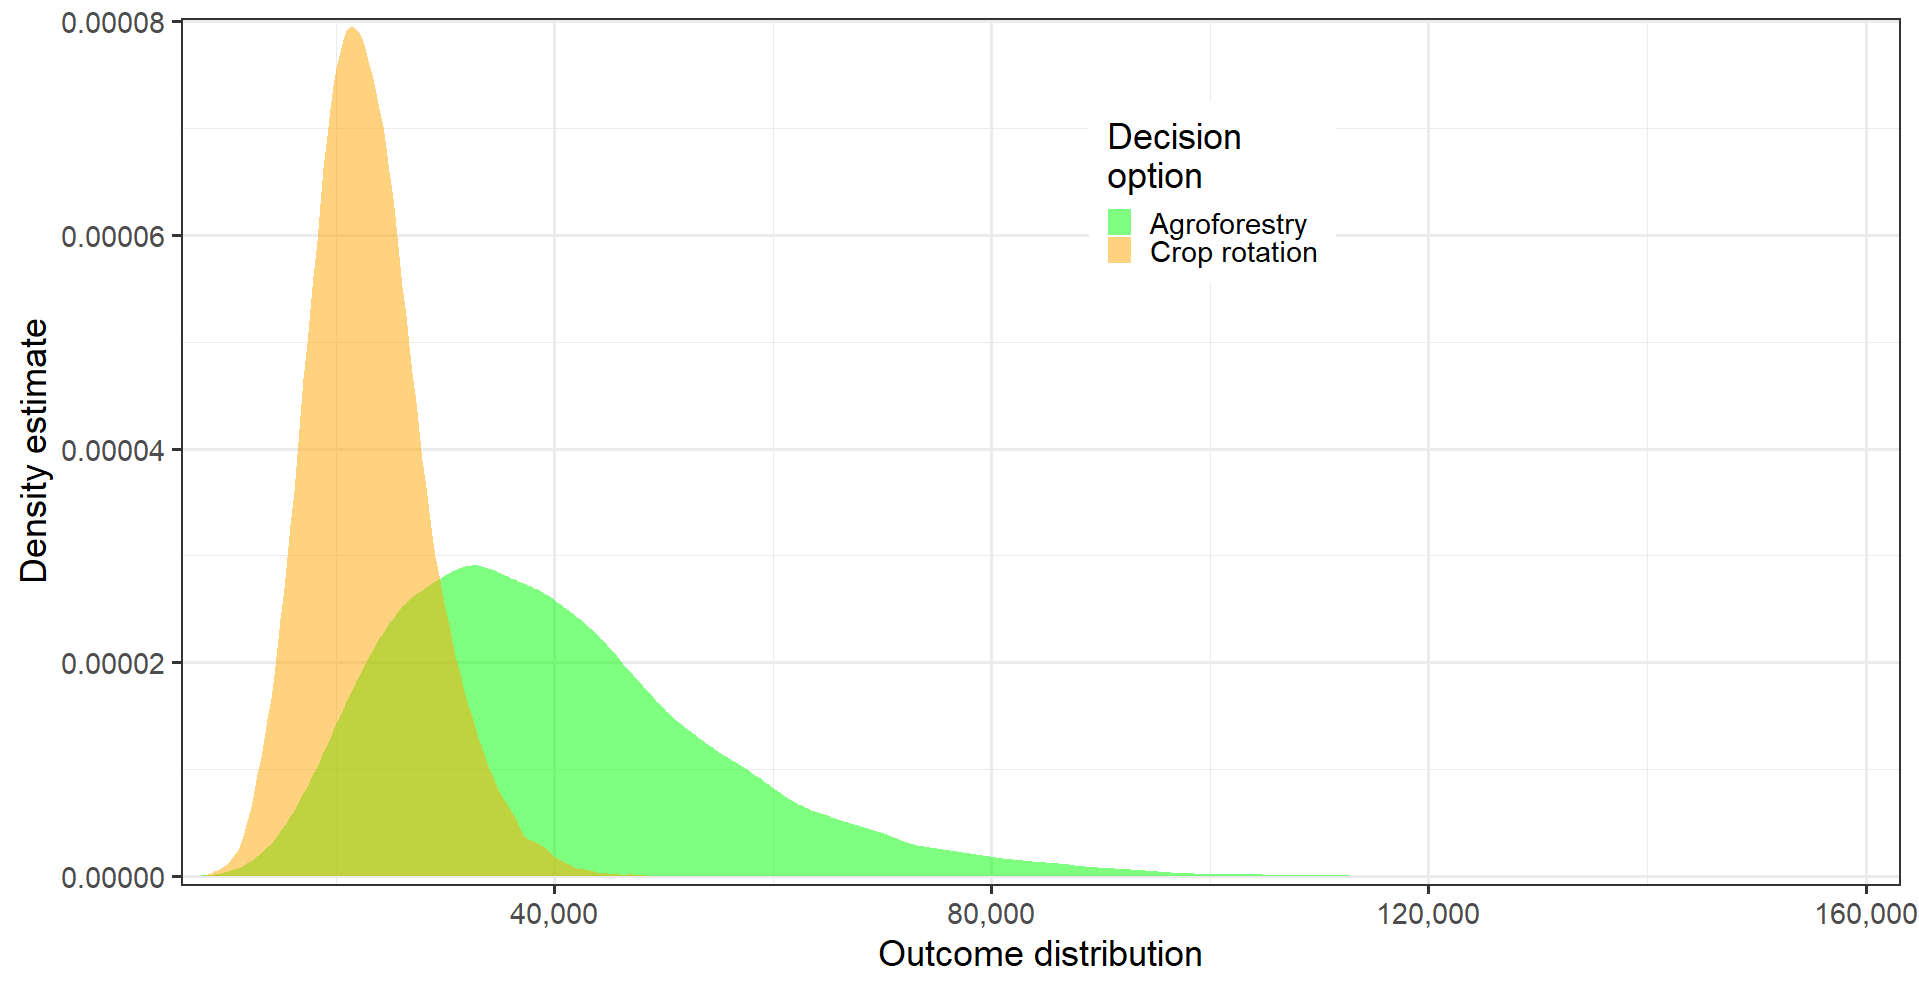 0.00008
0.00006
0.00004
0.00002
0.00000
Density estimate
Decision
option
Agroforestry
Crop rotation
40,000
80,000
120,000
160,000
Outcome distribution